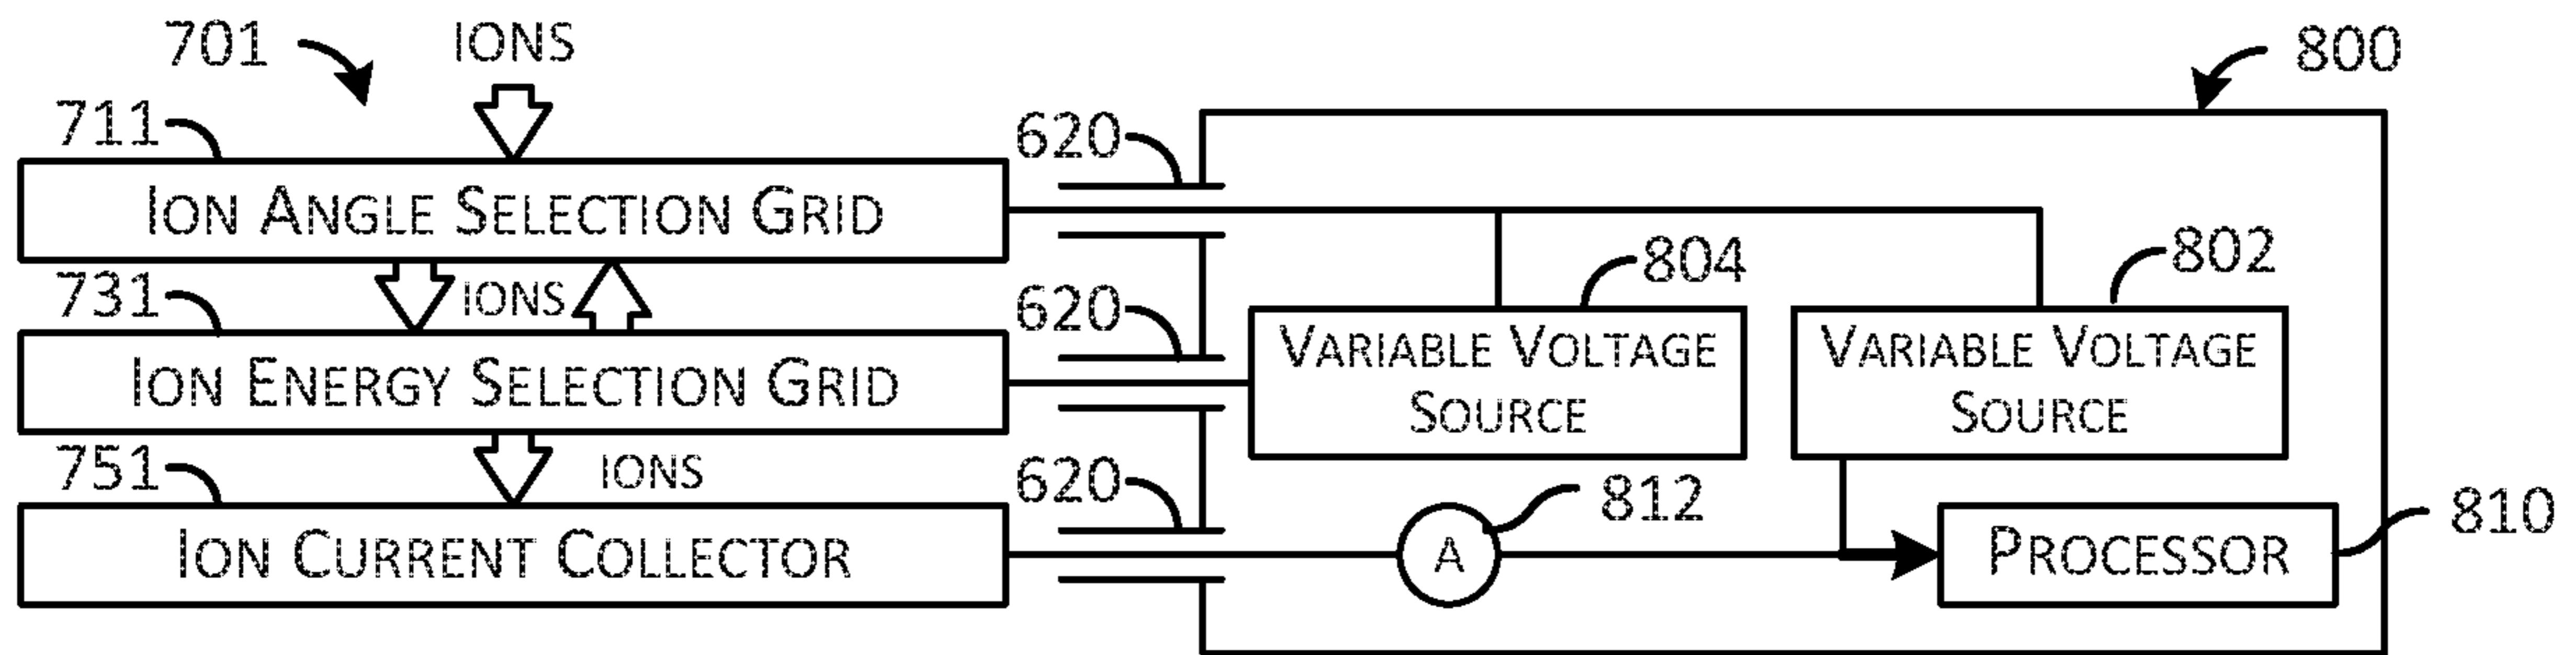 701
IONS
800
711
620
ION ANGLE SELECTION GRID
804
802
731
IONS
620
VARIABLE VOLTAGE
SOURCE
VARIABLE VOLTAGE
SOURCE
ION ENERGY SELECTION GRID
751
IONS
620
812
810
ION CURRENT COLLECTOR
A
PROCESSOR